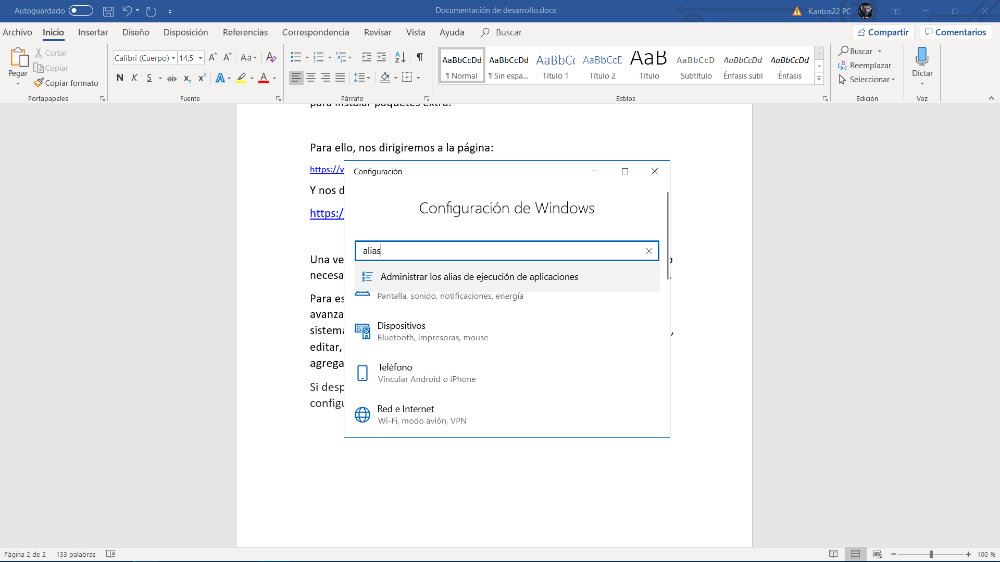 Autoguardado
Documentación de desarrollo.docx
Kantos22 PC
Archivo Inicio Insertar Diseño Disposición Referencias Correspondencia Revisar Vista Ayuda Buscar
Compartir Comentarios
Pegar
Cortar
Copiar
Copiar formato
Portapapeles
Calibri (Cuerpo) 14,5
Aa
N K S ab x₂ x² A A
Fuente
Párrafo
AaBbCcDd AaBbCcDd AaBbCc AaBbCcD AaB AaBbCcD AaBbCcDd AaBbCcDd
¶ Normal ¶ Sin espa... Título 1 Título 2 Título Subtítulo Énfasis sutil Énfasis
Estilos
Buscar
Reemplazar
Seleccionar
Edición
Dictar
Voz
para instalar paquetes extra.
Para ello, nos dirigiremos a la página:
https://w
Y nos d
https:/
Una ve
necesa
Para es
avanza
sistema
editar,
agrega
Si desp
config
Configuración
Configuración de Windows
alias
Administrar los alias de ejecución de aplicaciones
Pantalla, sonido, notificaciones, energía
Dispositivos
Bluetooth, impresoras, mouse
Teléfono
Vincular Android o iPhone
Red e Internet
Wi-Fi, modo avión, VPN
Página 2 de 2 133 palabras
100 %